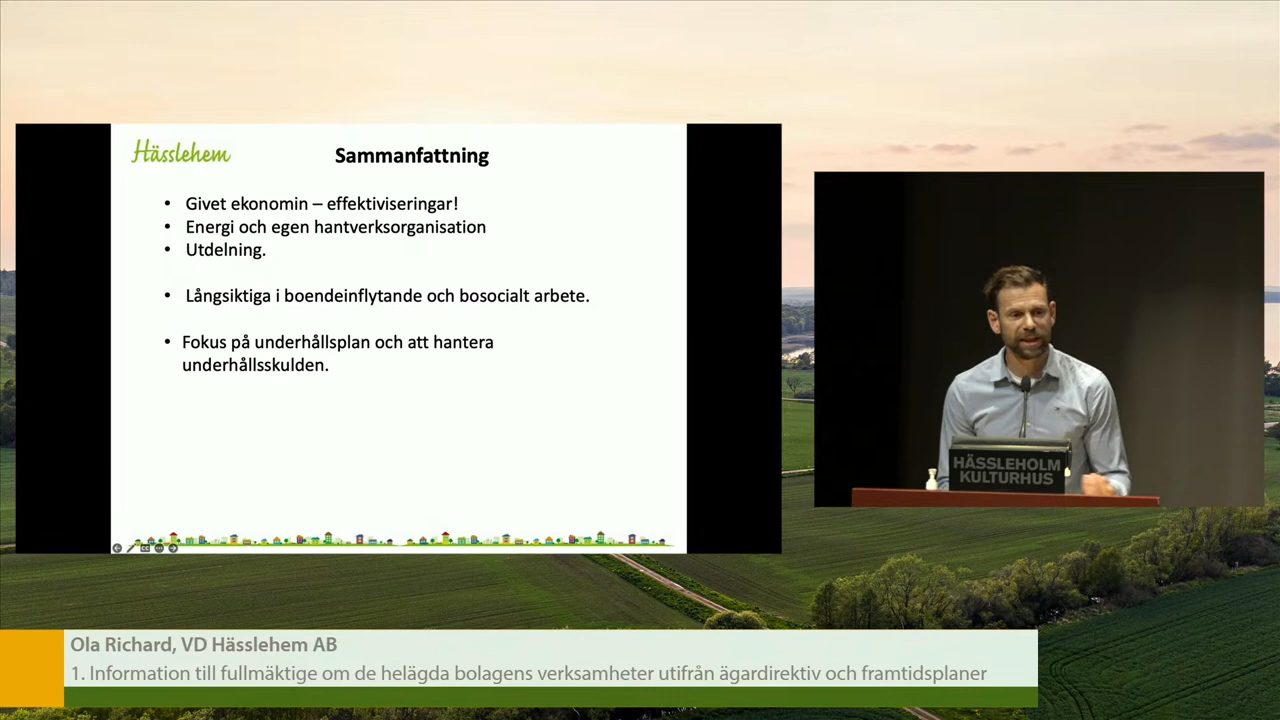 Hässlehem
Sammanfattning
• Givet ekonomin – effektiviseringar!
• Energi och egen hantverksorganisation
• Utdelning.
• Långsiktiga i boendeinflytande och bosocialt arbete.
• Fokus på underhållsplan och att hantera
underhållsskulden.
HÄSSLEHOLM
KULTURHUS
Ola Richard, VD Hässlehem AB
1. Information till fullmäktige om de helägda bolagens verksamheter utifrån ägardirektiv och framtidsplaner